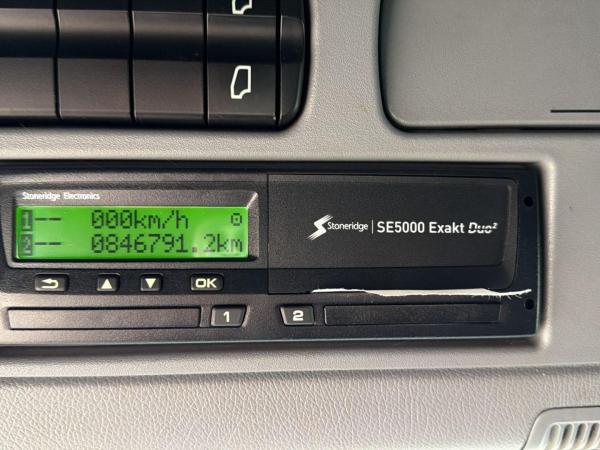 Stoneridge Electronics
1-- 000km/h
2-- 0846791.2km
Stoneridge | SE5000 Exakt Duo²
OK
1
2